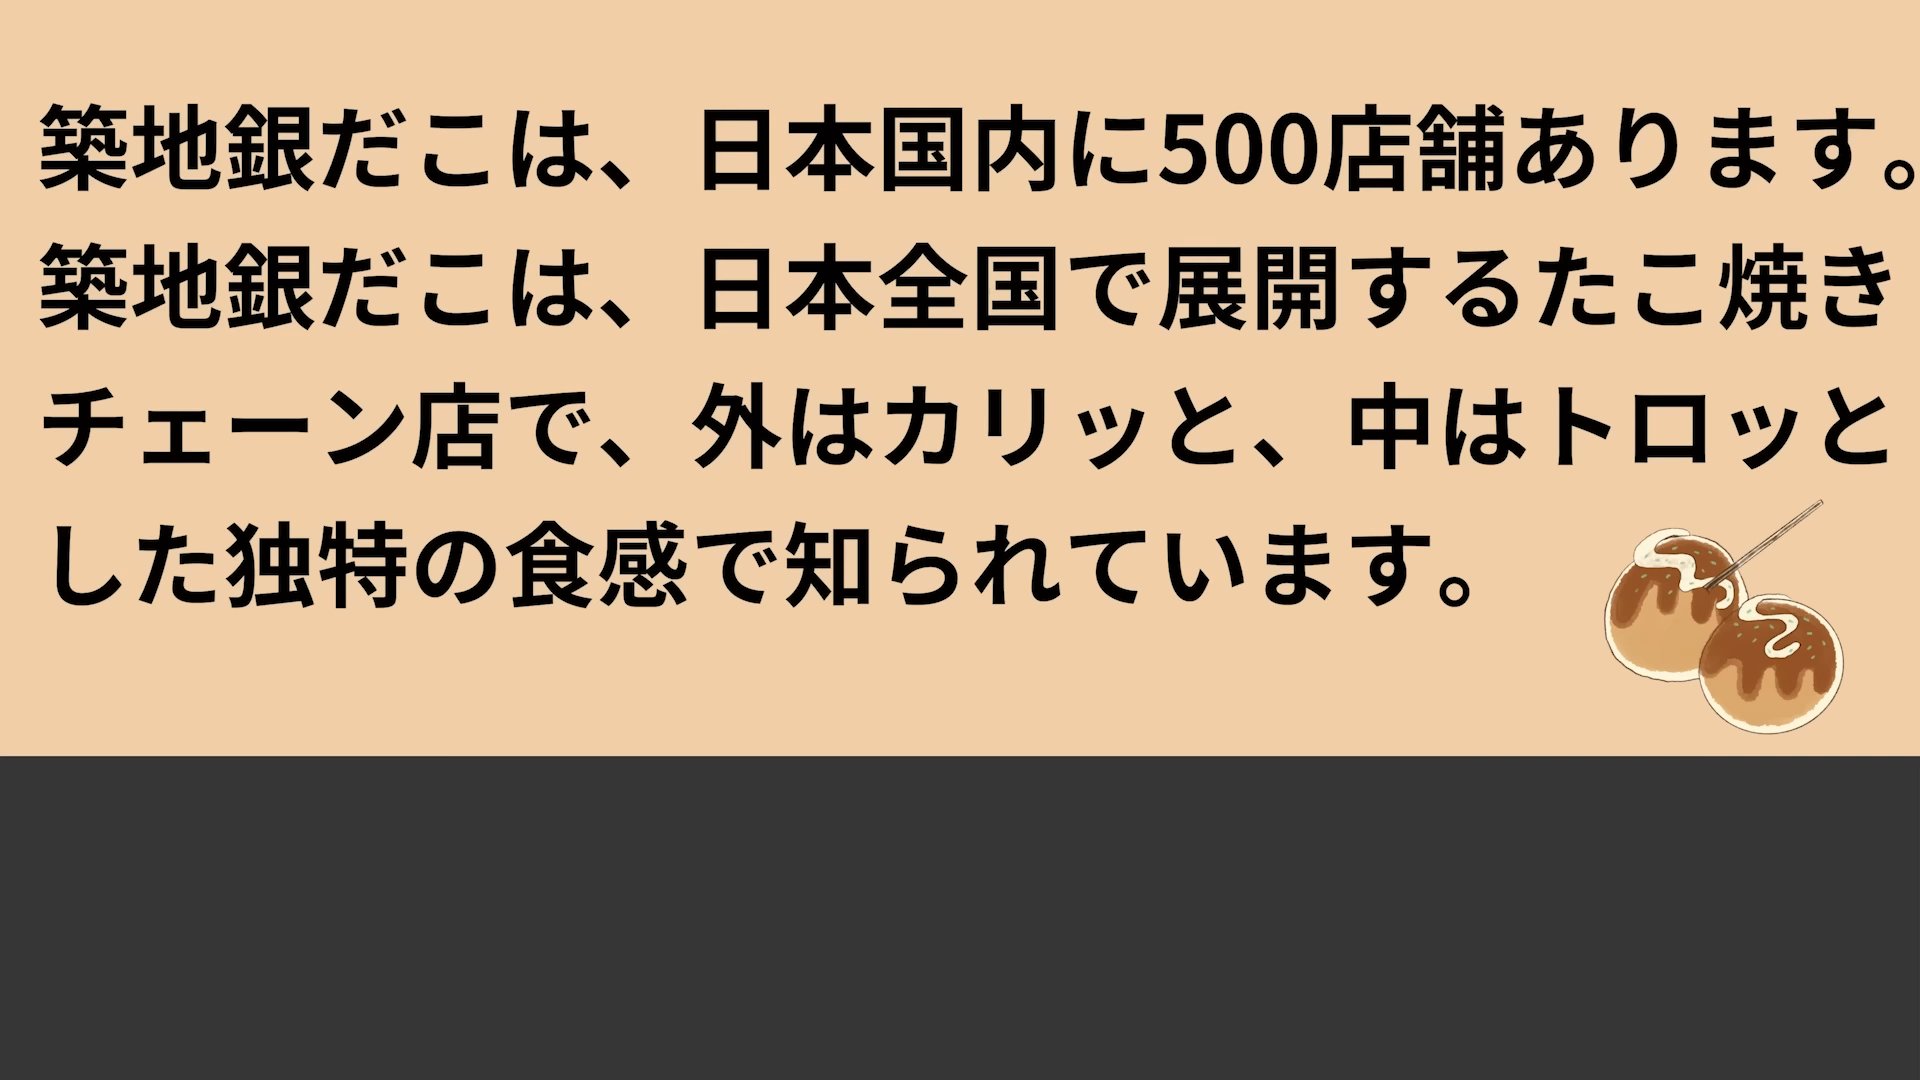 築地銀だこは、日本国内に500店舗あります。
築地銀だこは、日本全国で展開するたこ焼き
チェーン店で、外はカリッと、中はトロッと
した独特の食感で知られています。